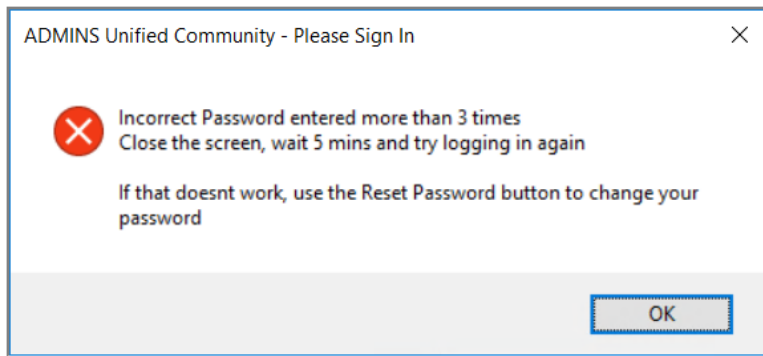 ADMINS Unified Community - Please Sign In
Incorrect Password entered more than 3 times
Close the screen, wait 5 mins and try logging in again
If that doesnt work, use the Reset Password button to change your
password
OK